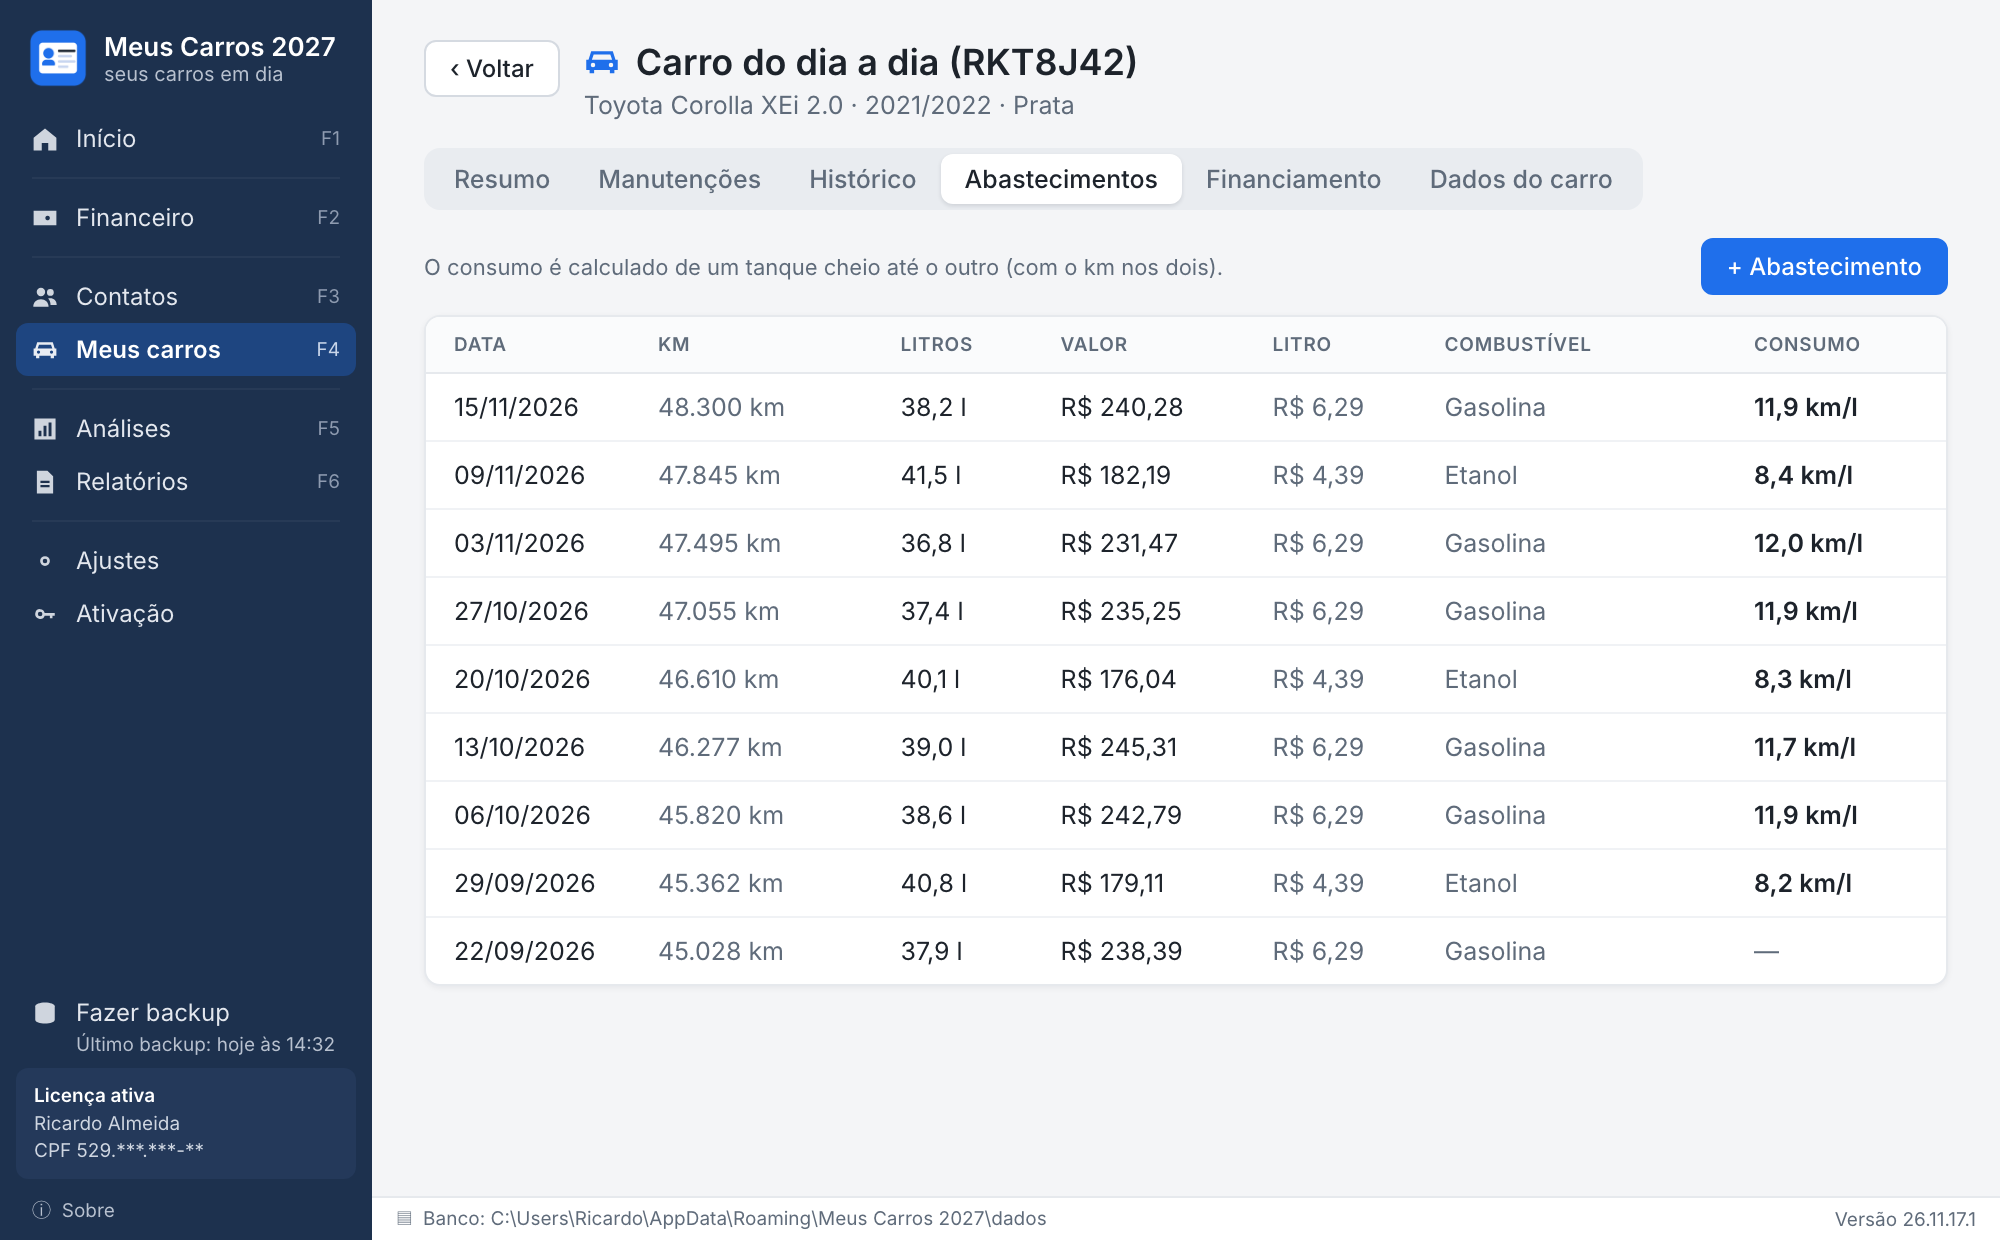 Meus Carros 2027
seus carros em dia
Início F1
Financeiro F2
Contatos F3
Meus carros F4
Análises F5
Relatórios F6
Ajustes
Ativação
Fazer backup
Último backup: hoje às 14:32
Licença ativa
Ricardo Almeida
CPF 529.***.***-**
Sobre
‹ Voltar
Carro do dia a dia (RKT8J42)
Toyota Corolla XEi 2.0 · 2021/2022 · Prata
Resumo Manutenções Histórico Abastecimentos Financiamento Dados do carro
O consumo é calculado de um tanque cheio até o outro (com o km nos dois).
+ Abastecimento
DATA KM LITROS VALOR LITRO COMBUSTÍVEL CONSUMO
15/11/2026 48.300 km 38,2 l R$ 240,28 R$ 6,29 Gasolina 11,9 km/l
09/11/2026 47.845 km 41,5 l R$ 182,19 R$ 4,39 Etanol 8,4 km/l
03/11/2026 47.495 km 36,8 l R$ 231,47 R$ 6,29 Gasolina 12,0 km/l
27/10/2026 47.055 km 37,4 l R$ 235,25 R$ 6,29 Gasolina 11,9 km/l
20/10/2026 46.610 km 40,1 l R$ 176,04 R$ 4,39 Etanol 8,3 km/l
13/10/2026 46.277 km 39,0 l R$ 245,31 R$ 6,29 Gasolina 11,7 km/l
06/10/2026 45.820 km 38,6 l R$ 242,79 R$ 6,29 Gasolina 11,9 km/l
29/09/2026 45.362 km 40,8 l R$ 179,11 R$ 4,39 Etanol 8,2 km/l
22/09/2026 45.028 km 37,9 l R$ 238,39 R$ 6,29 Gasolina —
Banco: C:\Users\Ricardo\AppData\Roaming\Meus Carros 2027\dados
Versão 26.11.17.1